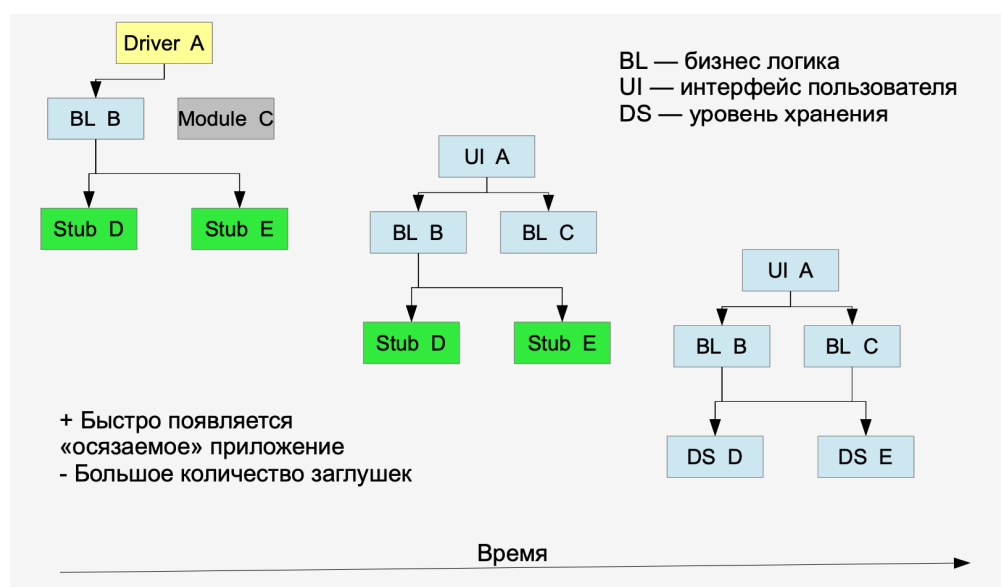 Driver A
BL B
Module C
Stub D
Stub E
UI A
BL B
BL C
Stub D
Stub E
BL — бизнес логика
UI — интерфейс пользователя
DS — уровень хранения
UI A
BL B
BL C
DS D
DS E
+ Быстро появляется
«осязаемое» приложение
- Большое количество заглушек
Время